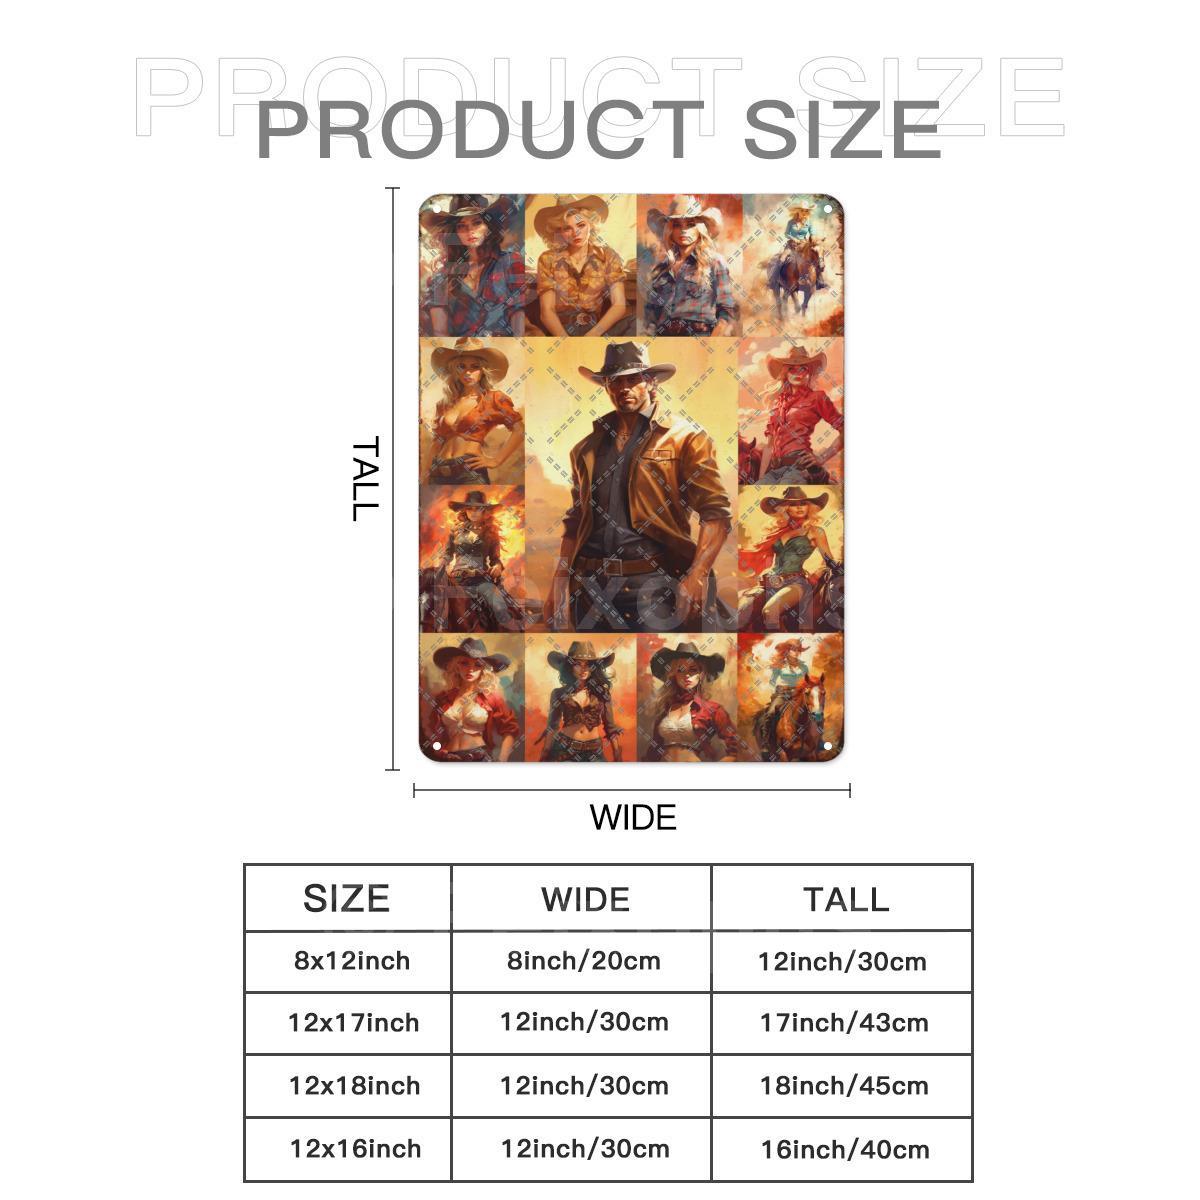 PRODUCT SIZE
PRODUCT SIZE
TALL
Feixobns
WIDE
SIZE WIDE TALL
8x12inch 8inch/20cm 12inch/30cm
12x17inch 12inch/30cm 17inch/43cm
12x18inch 12inch/30cm 18inch/45cm
12x16inch 12inch/30cm 16inch/40cm